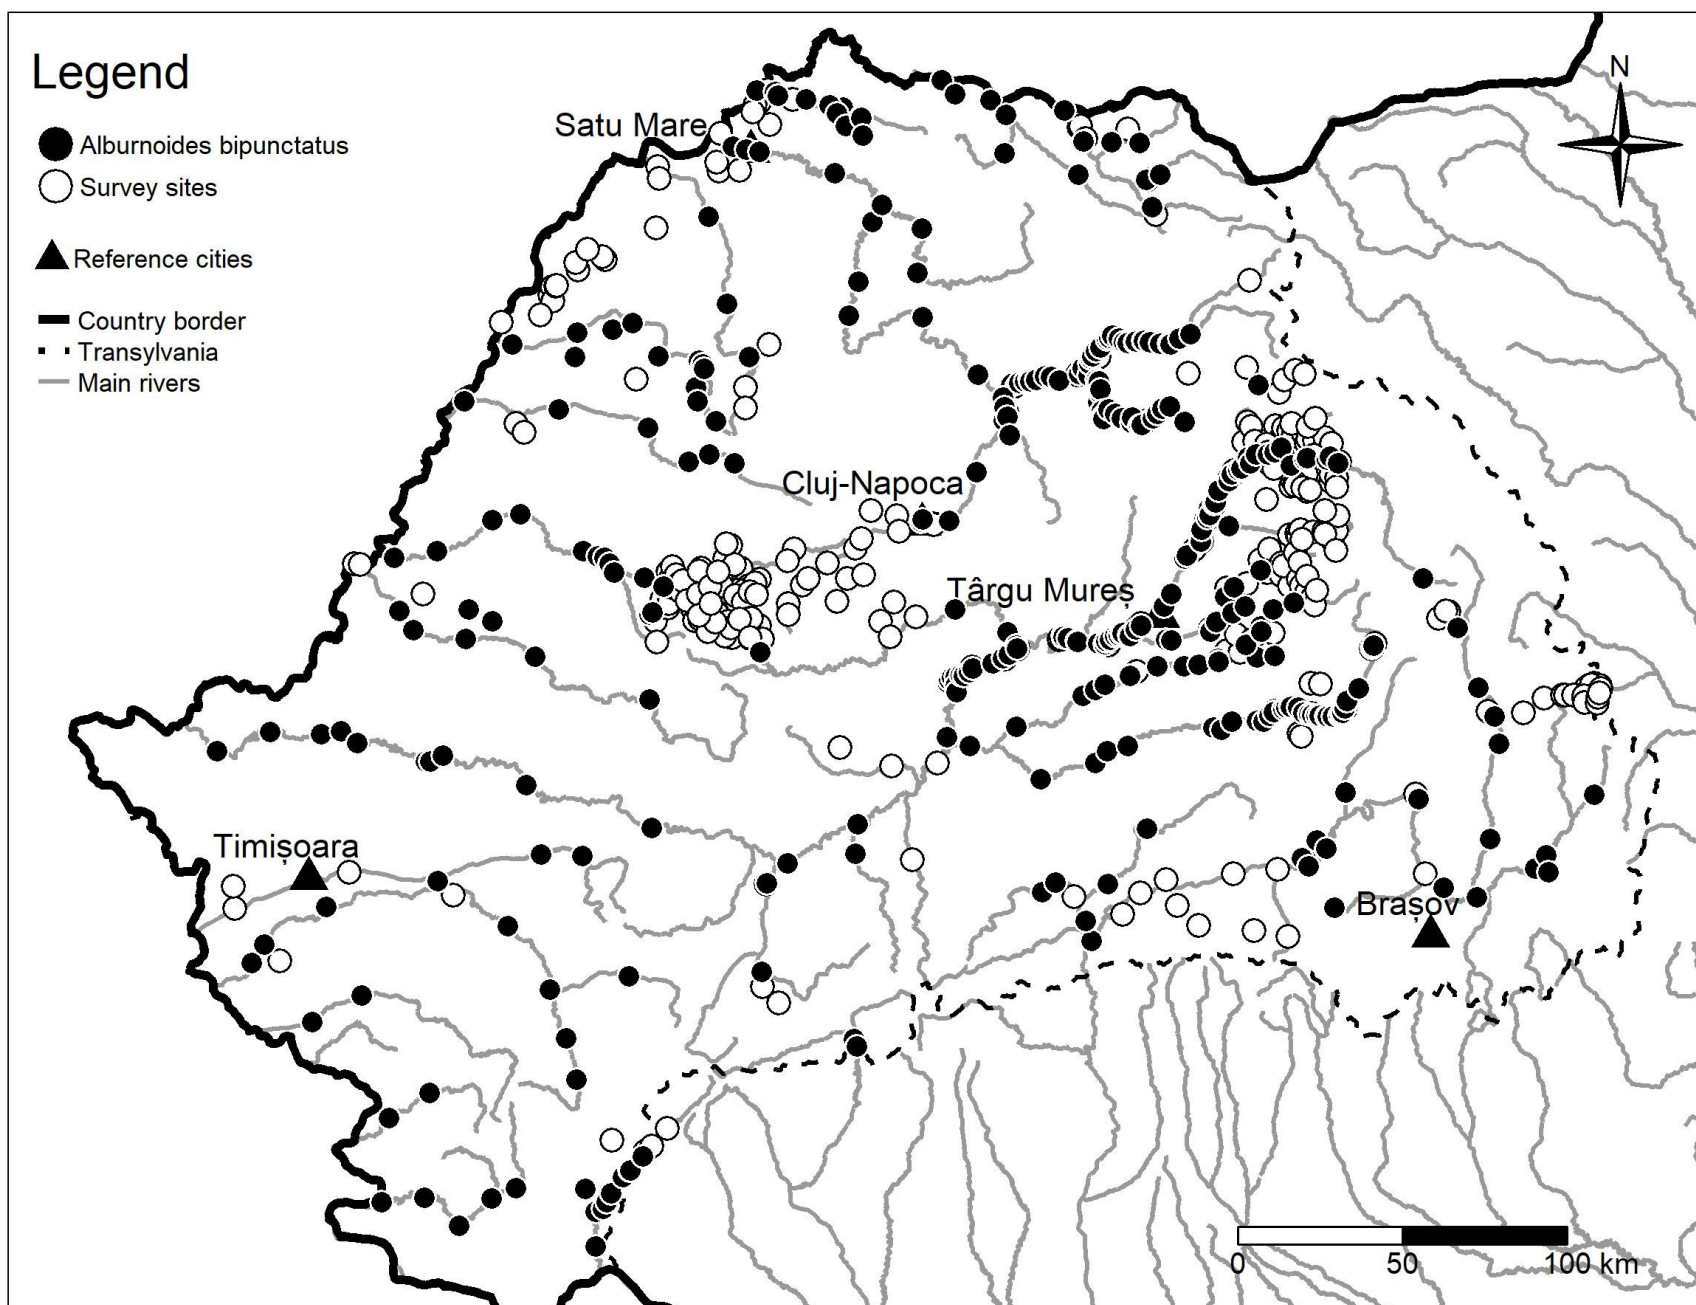 Legend
Alburnoides bipunctatus
Survey sites
Reference cities
Country border
Transylvania
Main rivers
N
Satu Mare
Cluj-Napoca
Târgu Mureș
Timișoara
Brașov
0 50 100 km